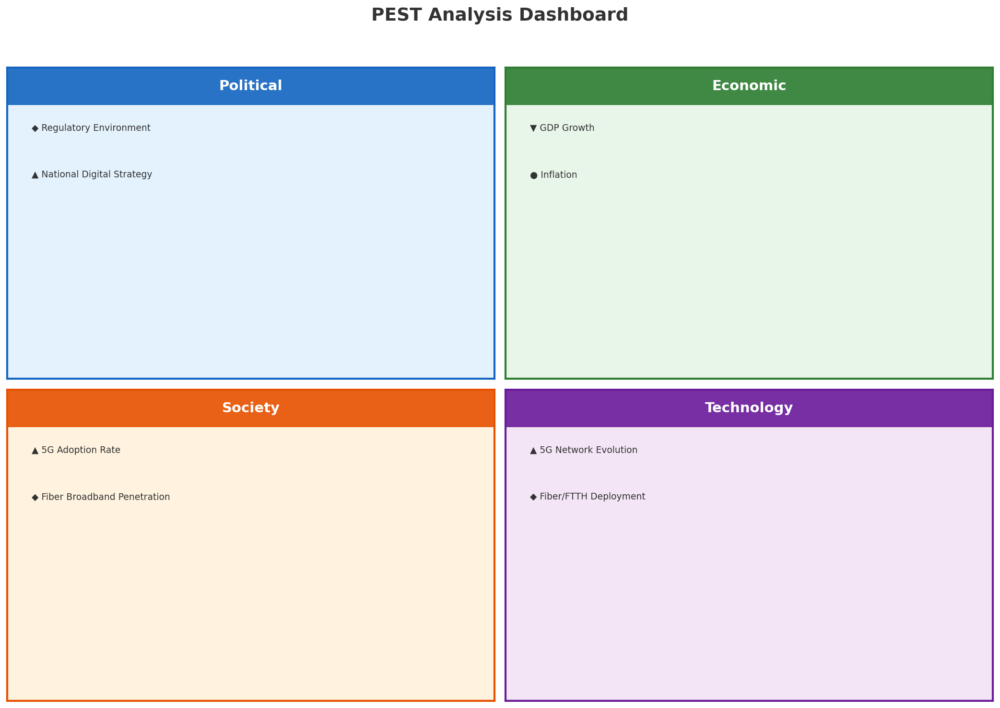 PEST Analysis Dashboard
Political
◆ Regulatory Environment
▲ National Digital Strategy
Economic
▼ GDP Growth
● Inflation
Society
▲ 5G Adoption Rate
◆ Fiber Broadband Penetration
Technology
▲ 5G Network Evolution
◆ Fiber/FTTH Deployment